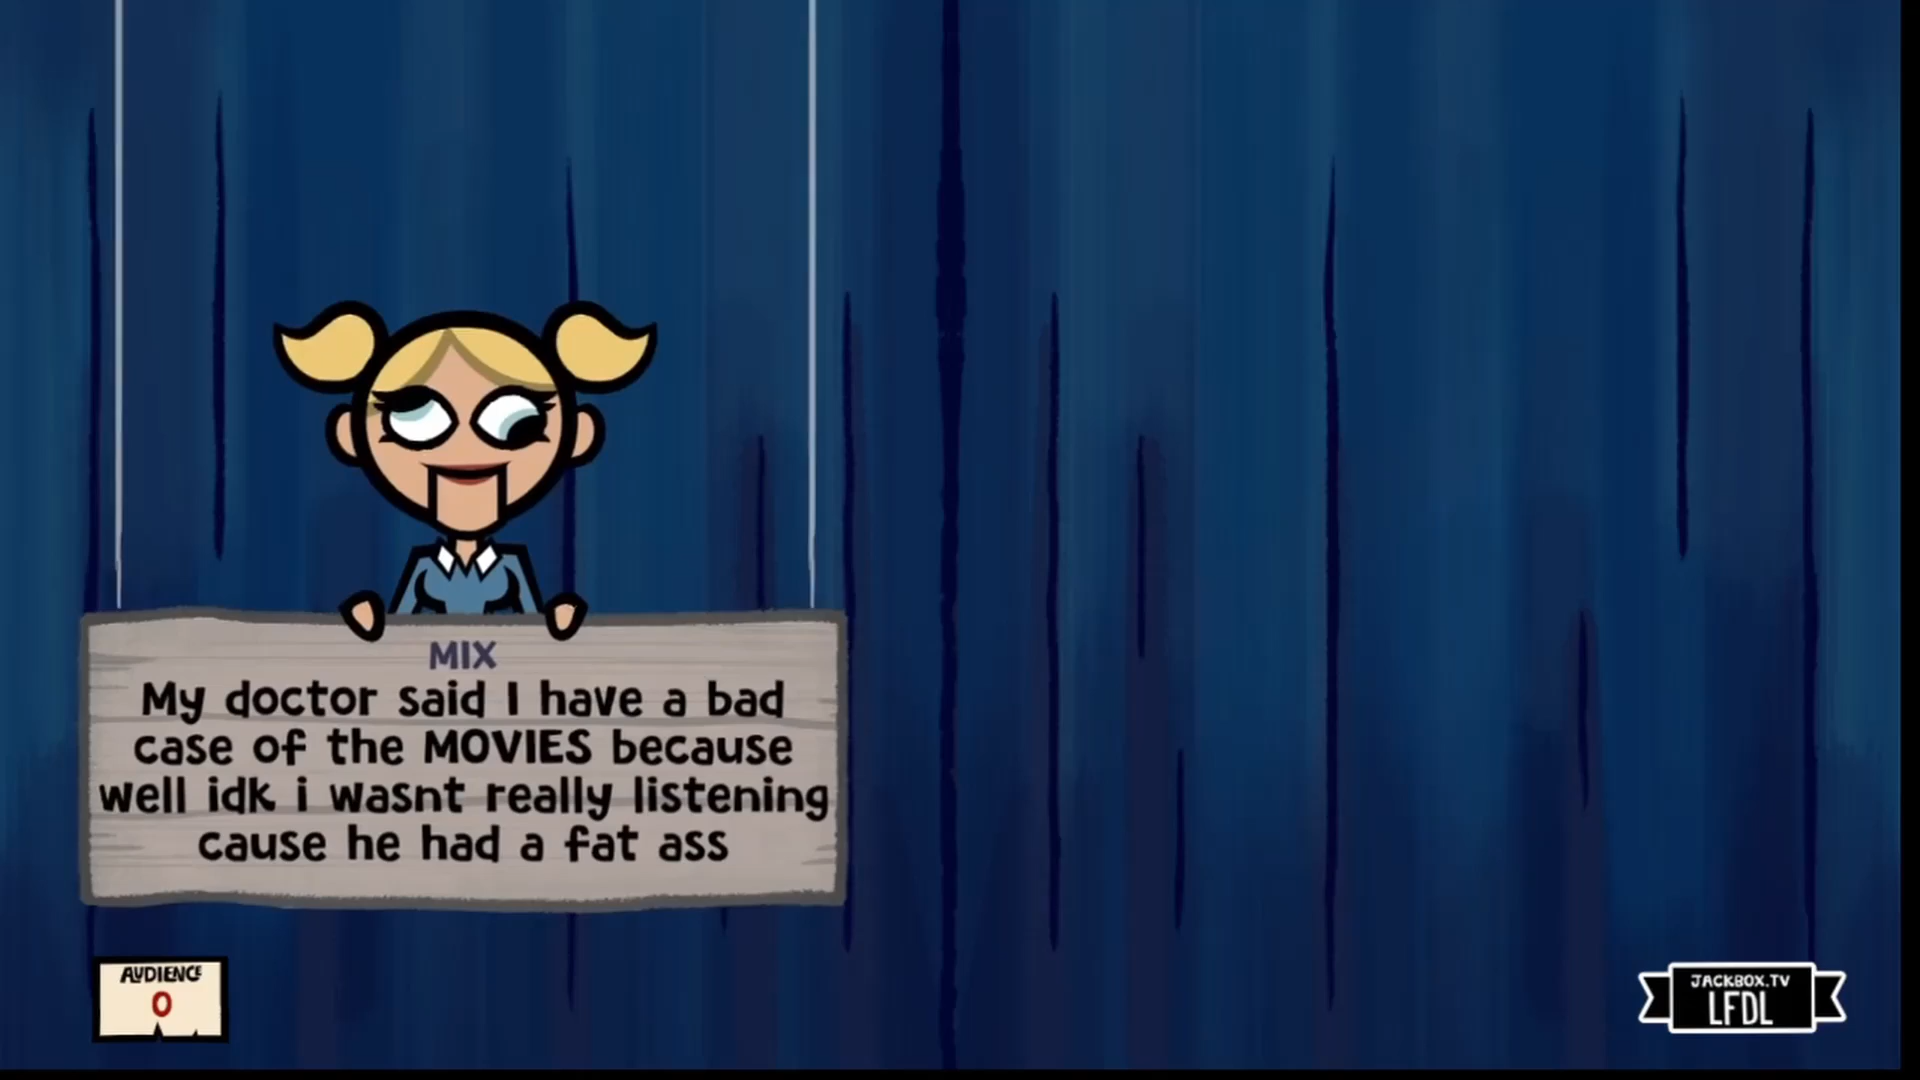 MIX
My doctor said I have a bad
case of the MOVIES because
well idk i wasnt really listening
cause he had a fat ass
AUDIENCE
0
JACKBOX.TV
LFDL